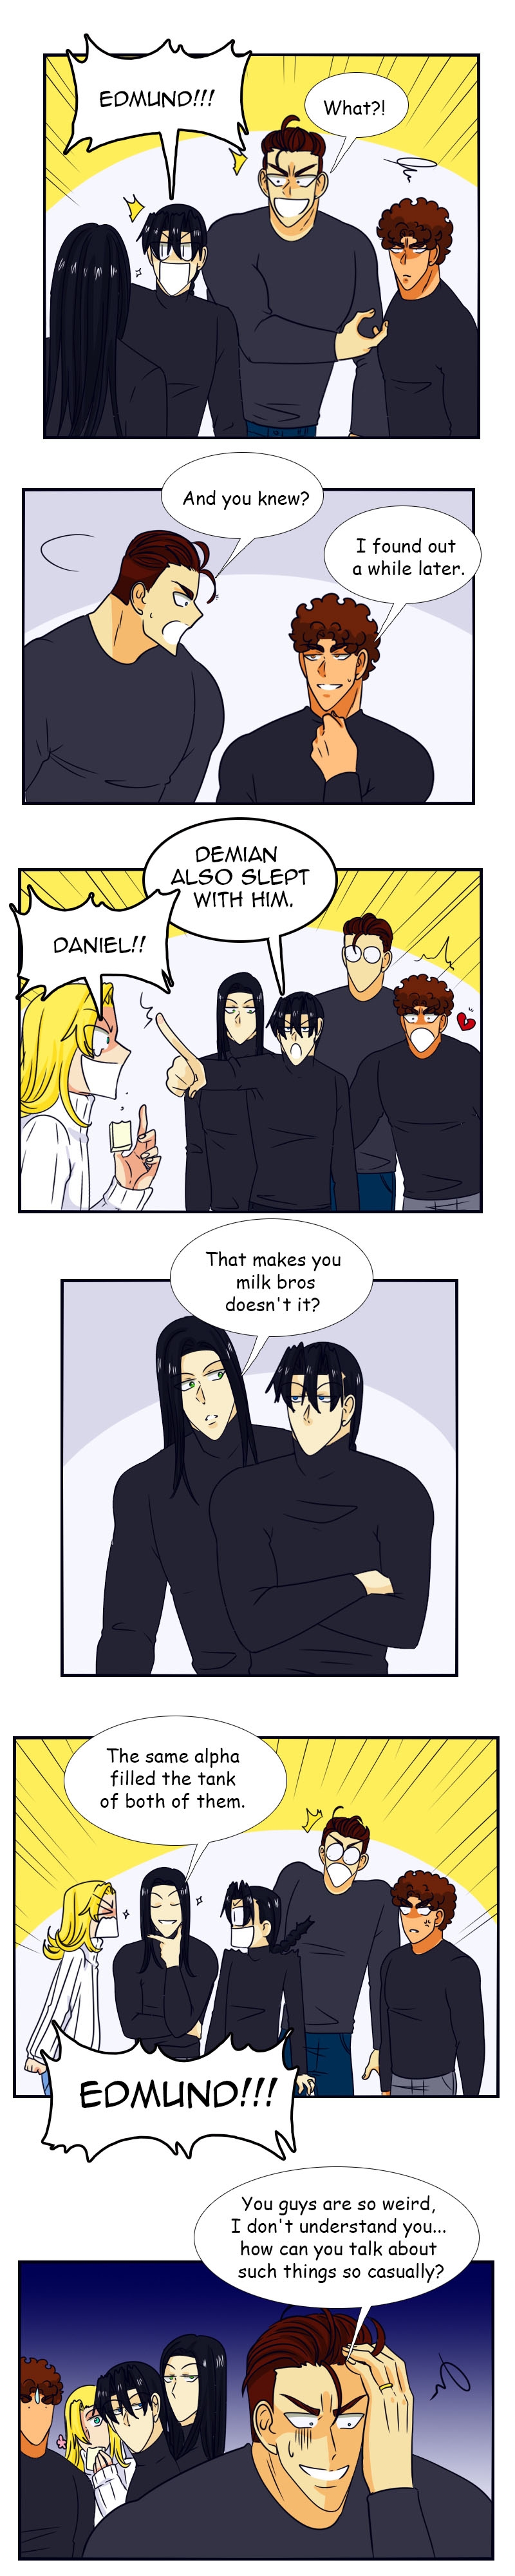 EDMUND!!!
What?!
And you knew?
I found out
a while later.
DEMIAN
ALSO SLEPT
WITH HIM.
DANIEL!!
That makes you
milk bros
doesn't it?
The same alpha
filled the tank
of both of them.
EDMUND!!!
You guys are so weird,
I don't understand you...
how can you talk about
such things so casually?